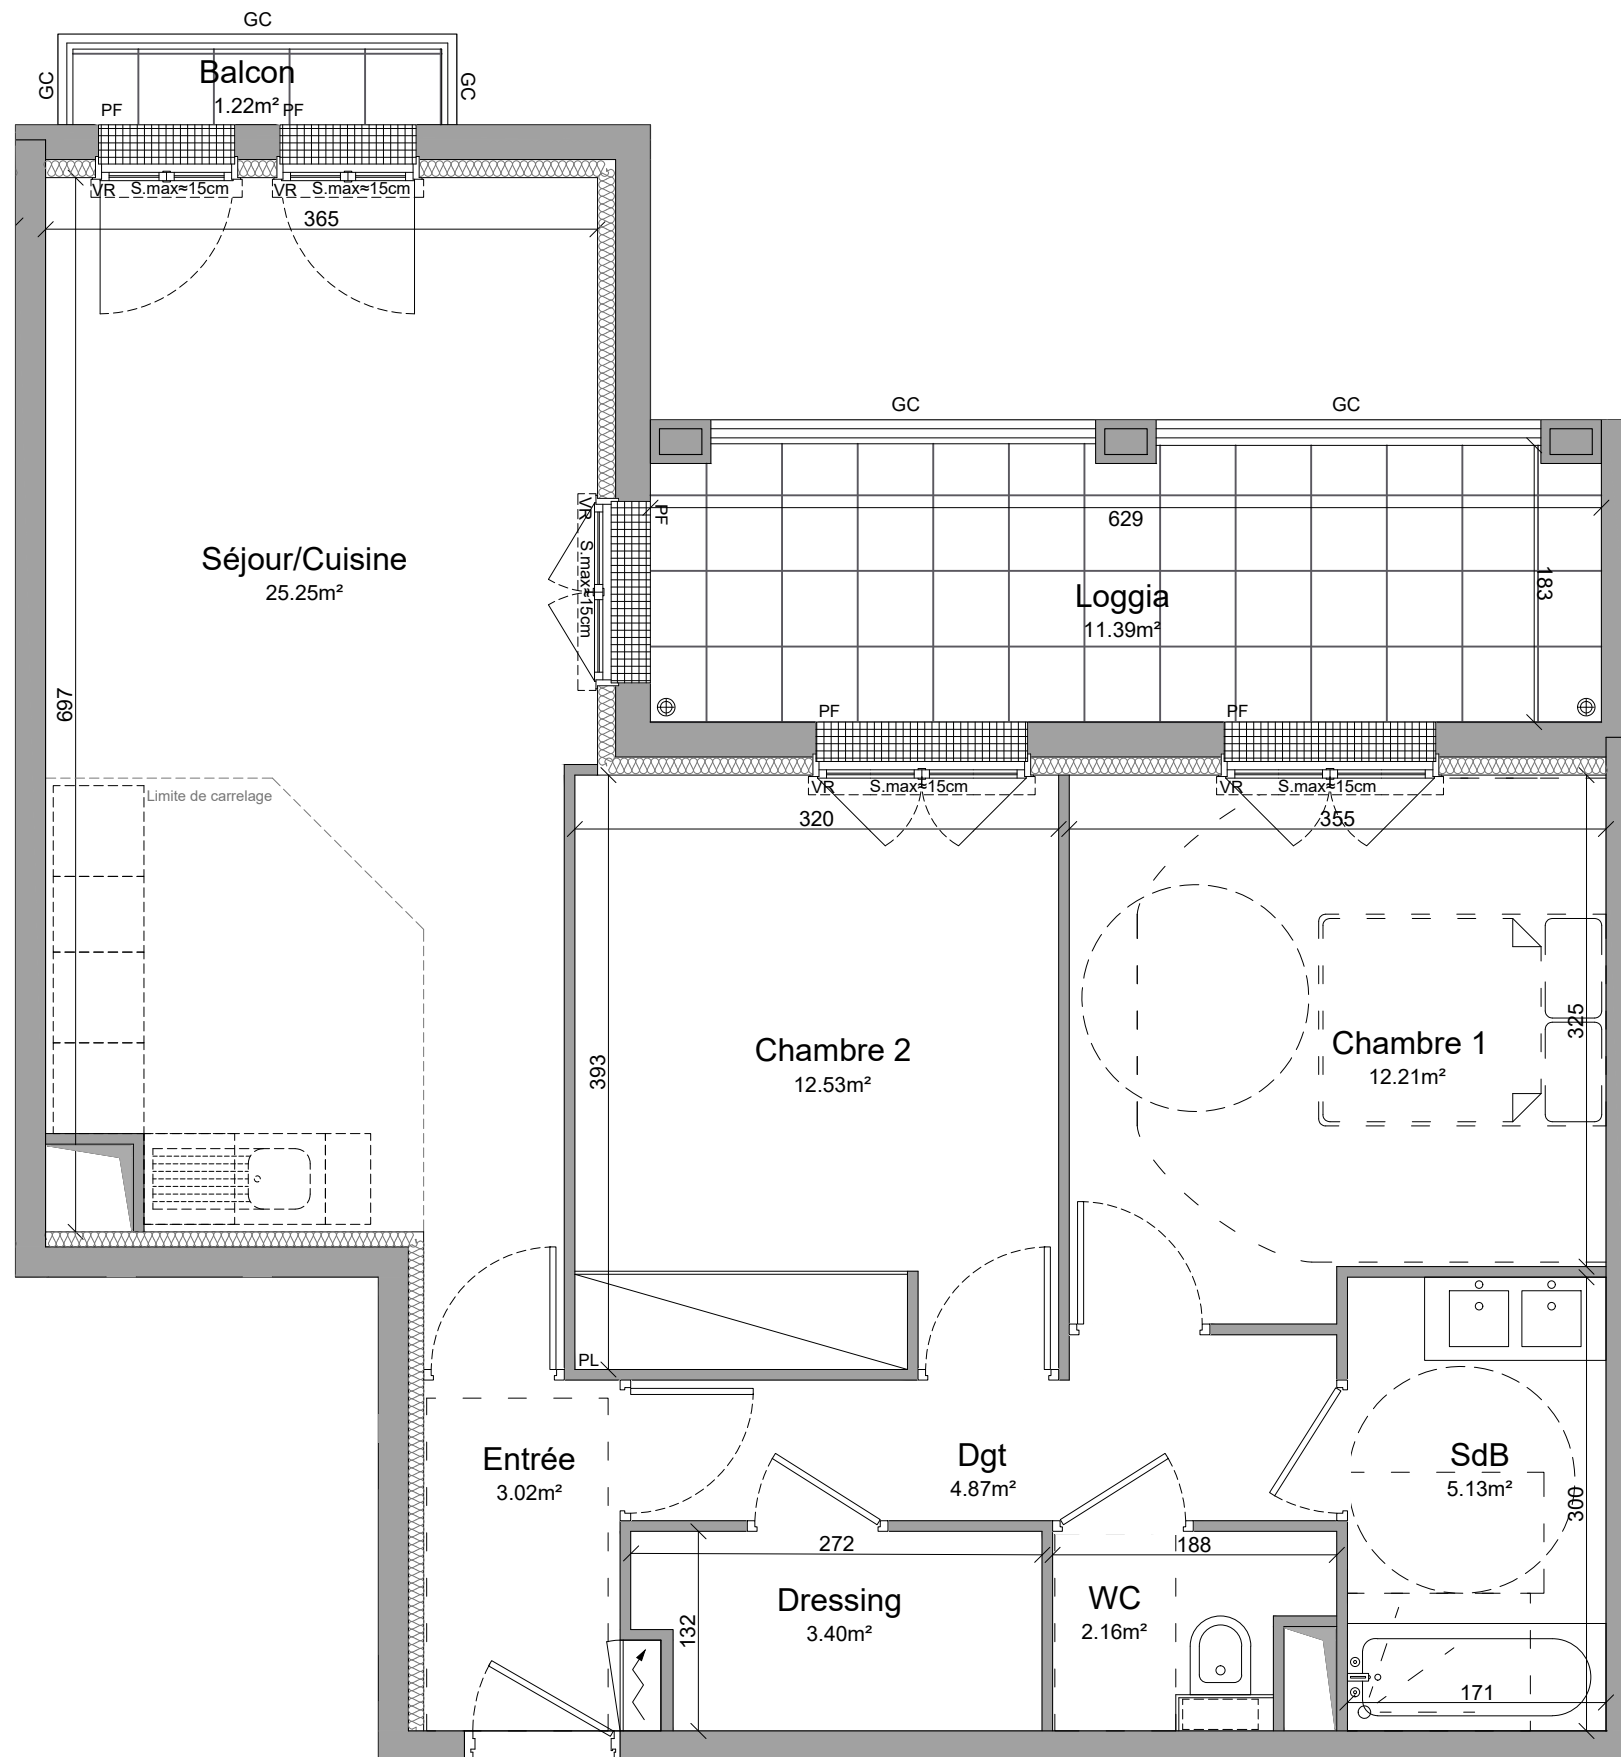 GC
GC
Balcon
GC
1.22m²
PF
PF
VR
S.max≈15cm
VR
S.max≈15cm
365
GC
GC
VR
PF
S.max≈15cm
629
Séjour/Cuisine
25.25m²
183
Loggia
11.39m²
697
PF
PF
VR
S.max≈15cm
VR
S.max≈15cm
Limite de carrelage
320
355
325
Chambre 2
12.53m²
Chambre 1
12.21m²
393
PL
Entrée
3.02m²
Dgt
4.87m²
SdB
5.13m²
300
272
188
Dressing
3.40m²
WC
2.16m²
132
171